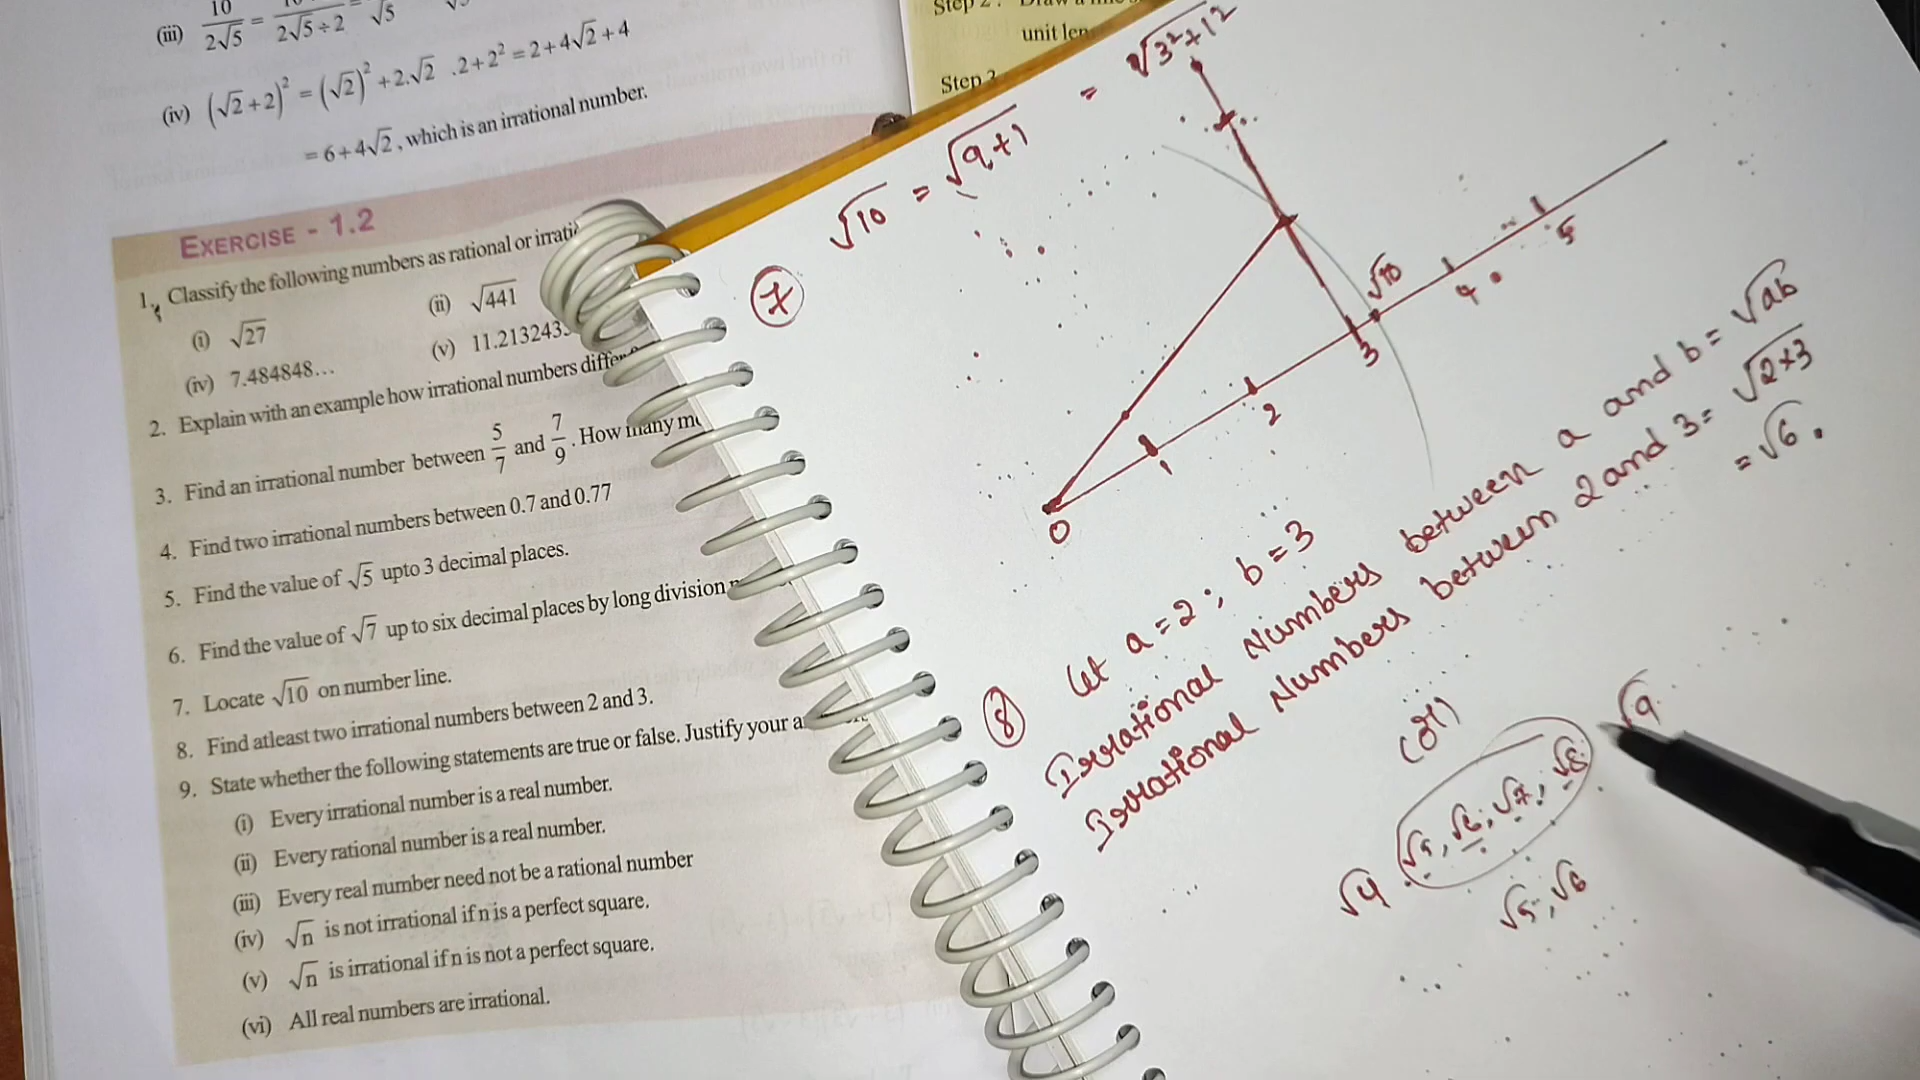 (iii) 10/2√5 = 2√5÷2 √5
(iv) (√2+2)² = (√2)² + 2.√2 .2+2² = 2+4√2+4
= 6+4√2, which is an irrational number.
EXERCISE - 1.2
1. Classify the following numbers as rational or irrati
(i) √27
(ii) √441
(iv) 7.484848...
(v) 11.213243
2. Explain with an example how irrational numbers differ
3. Find an irrational number between 5/7 and 7/9. How many m
4. Find two irrational numbers between 0.7 and 0.77
5. Find the value of √5 upto 3 decimal places.
6. Find the value of √7 up to six decimal places by long division
7. Locate √10 on number line.
8. Find atleast two irrational numbers between 2 and 3.
9. State whether the following statements are true or false. Justify your a
(i) Every irrational number is a real number.
(ii) Every rational number is a real number.
(iii) Every real number need not be a rational number
(iv) √n is not irrational if n is a perfect square.
(v) √n is irrational if n is not a perfect square.
(vi) All real numbers are irrational.
Step 2 :
unit len
Step 3
7 √10 = √9+1 = √3²+1²
0 1 2 3 √10 4 5
8 let a=2; b=3
Irrational Numbers between a and b = √ab
Irrational Numbers between 2 and 3 = √2×3
= √6.
(or)
√4 √5, √6, √7, √8 √9
√5, √6